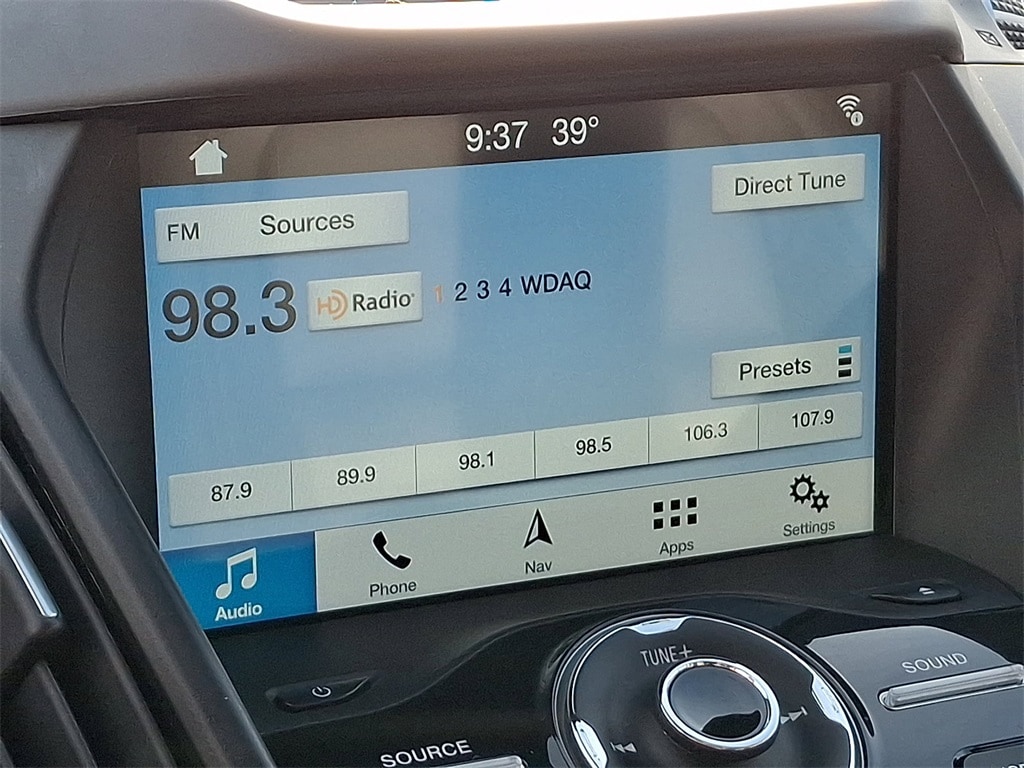 9:37 39°
Direct Tune
FM Sources
98.3 HD Radio 1 2 3 4 WDAQ
Presets
87.9 89.9 98.1 98.5 106.3 107.9
Audio Phone Nav Apps Settings
TUNE+
SOUND
SOURCE